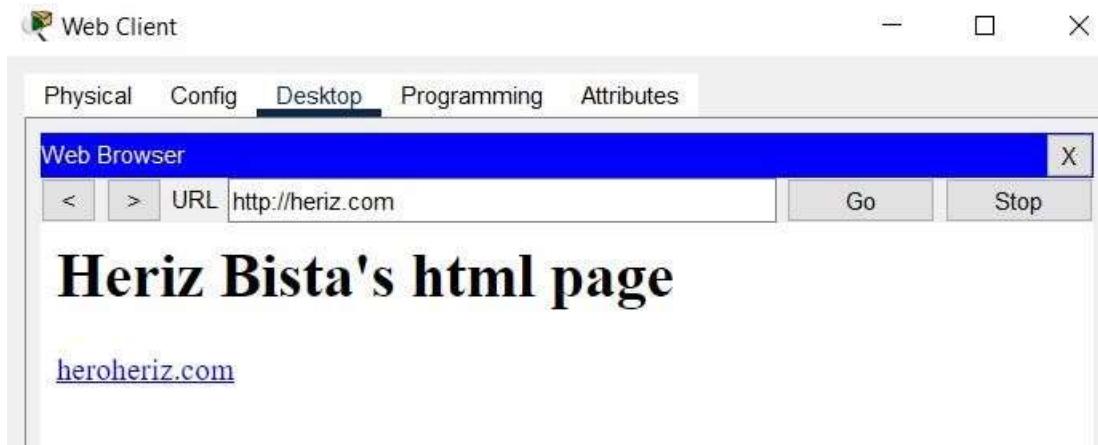 Web Client
Physical Config Desktop Programming Attributes
Web Browser X
< > URL http://heriz.com Go Stop
Heriz Bista's html page
heroheriz.com